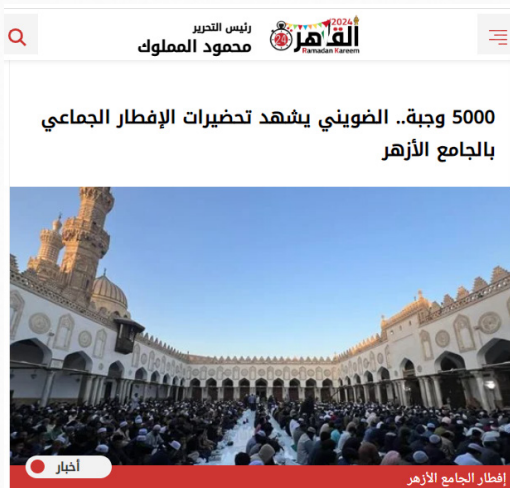 رئيس التحرير
محمود المملوك
القاهرة 24
2024
Ramadan Kareem
5000 وجبة.. الضويني يشهد تحضيرات الإفطار الجماعي
بالجامع الأزهر
أخبار
إفطار الجامع الأزهر